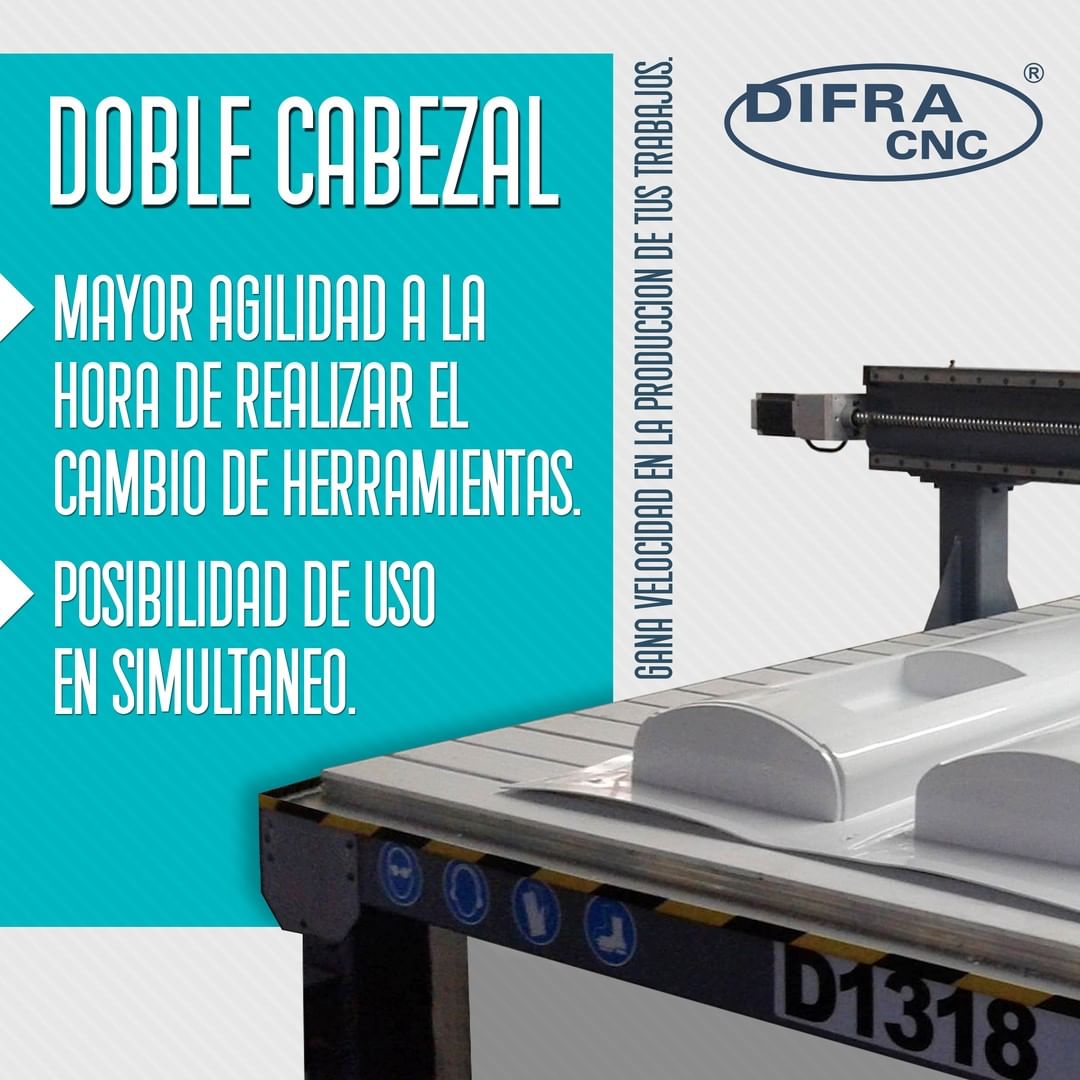 DOBLE CABEZAL
MAYOR AGILIDAD A LA
HORA DE REALIZAR EL
CAMBIO DE HERRAMIENTAS.
POSIBILIDAD DE USO
EN SIMULTANEO.
GANA VELOCIDAD EN LA PRODUCCION DE TUS TRABAJOS.
DIFRA ®
CNC
D1318